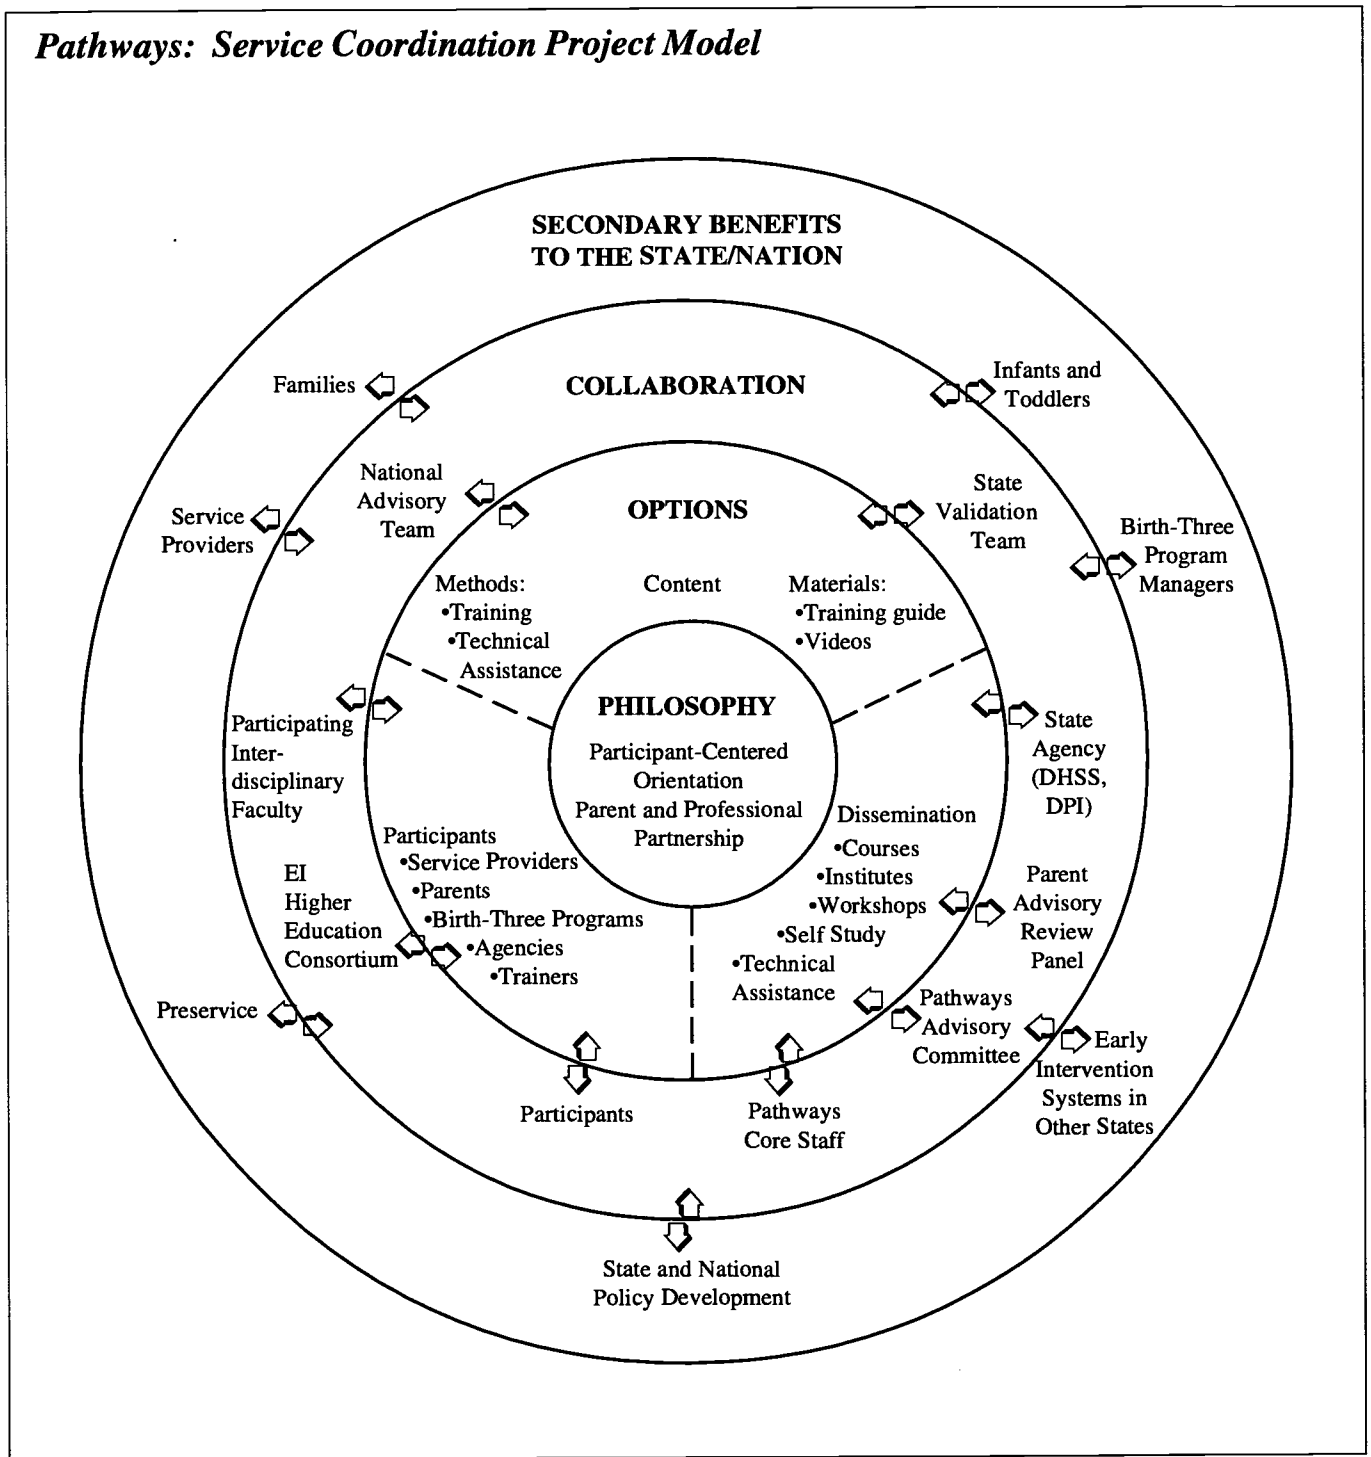 Pathways: Service Coordination Project Model
SECONDARY BENEFITS
TO THE STATE/NATION
Families
Infants and
Toddlers
COLLABORATION
National
Advisory
Team
State
Validation
Team
Service
Providers
Birth-Three
Program
Managers
OPTIONS
Methods:
•Training
•Technical
Assistance
Content
Materials:
•Training guide
•Videos
PHILOSOPHY
Participant-Centered
Orientation
Parent and Professional
Partnership
Participating
Inter-
disciplinary
Faculty
State
Agency
(DHSS,
DPI)
Participants
•Service Providers
•Parents
•Birth-Three Programs
•Agencies
•Trainers
Dissemination
•Courses
•Institutes
•Workshops
•Self Study
•Technical
Assistance
EI
Higher
Education
Consortium
Parent
Advisory
Review
Panel
Preservice
Pathways
Advisory
Committee
Early
Intervention
Systems in
Other States
Participants
Pathways
Core Staff
State and National
Policy Development